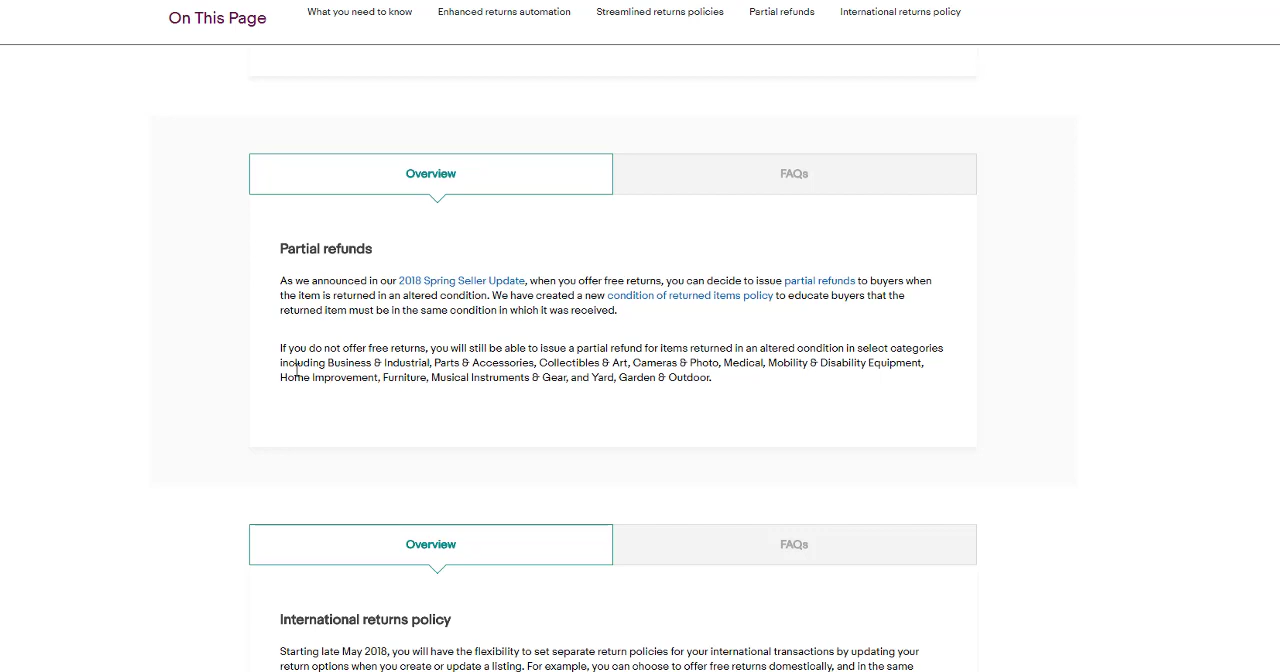 On This Page
What you need to know
Enhanced returns automation
Streamlined returns policies
Partial refunds
International returns policy
Overview
FAQs
Partial refunds
As we announced in our 2018 Spring Seller Update, when you offer free returns, you can decide to issue partial refunds to buyers when
the item is returned in an altered condition. We have created a new condition of returned items policy to educate buyers that the
returned item must be in the same condition in which it was received.
If you do not offer free returns, you will still be able to issue a partial refund for items returned in an altered condition in select categories
including Business & Industrial, Parts & Accessories, Collectibles & Art, Cameras & Photo, Medical, Mobility & Disability Equipment,
Home Improvement, Furniture, Musical Instruments & Gear, and Yard, Garden & Outdoor.
Overview
FAQs
International returns policy
Starting late May 2018, you will have the flexibility to set separate return policies for your international transactions by updating your
return options when you create or update a listing. For example, you can choose to offer free returns domestically, and in the same